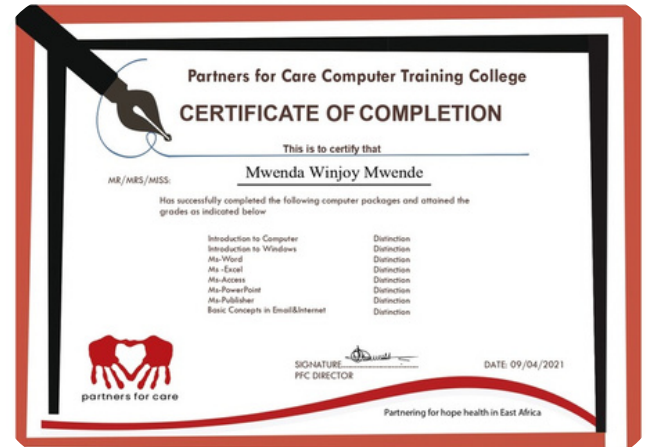 Partners for Care Computer Training College
CERTIFICATE OF COMPLETION
This is to certify that
MR/MRS/MISS: Mwenda Winjoy Mwende
Has successfully completed the following computer packages and attained the
grades as indicated below
Introduction to Computer Distinction
Introduction to Windows Distinction
Ms-Word Distinction
Ms -Excel Distinction
Ms-Access Distinction
Ms-PowerPoint Distinction
Ms-Publisher Distinction
Basic Concepts in Email&Internet Distinction
partners for care
SIGNATURE
PFC DIRECTOR
DATE: 09/04/2021
Partnering for hope health in East Africa